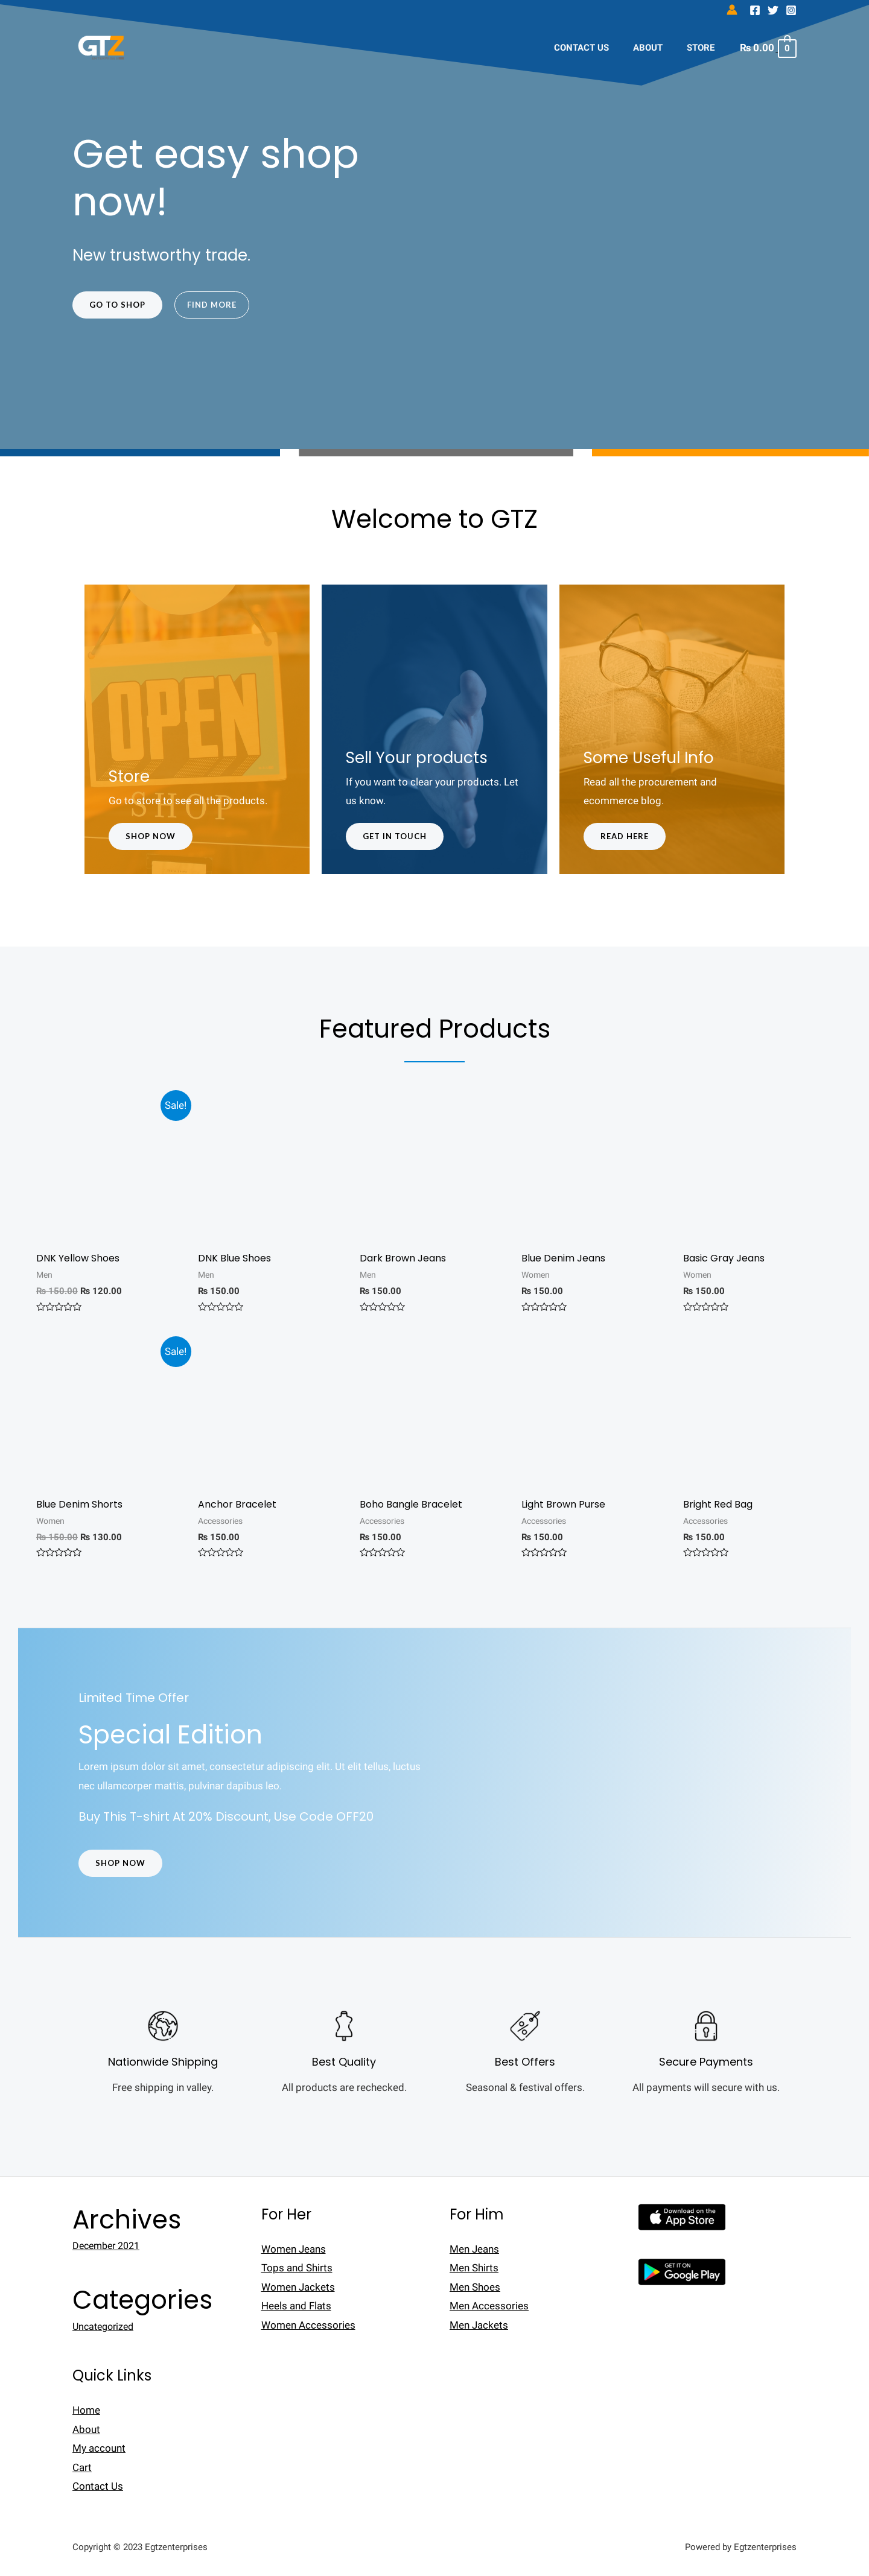 GTZ
CONTACT US
ABOUT
STORE
₨ 0.00
0
Get easy shop
now!
New trustworthy trade.
GO TO SHOP
FIND MORE
Welcome to GTZ
OPEN
SHOP
Store
Go to store to see all the products.
SHOP NOW
Sell Your products
If you want to clear your products. Let
us know.
GET IN TOUCH
Some Useful Info
Read all the procurement and
ecommerce blog.
READ HERE
Featured Products
Sale!
DNK Yellow Shoes
Men
₨ 150.00 ₨ 120.00
DNK Blue Shoes
Men
₨ 150.00
Dark Brown Jeans
Men
₨ 150.00
Blue Denim Jeans
Women
₨ 150.00
Basic Gray Jeans
Women
₨ 150.00
Sale!
Blue Denim Shorts
Women
₨ 150.00 ₨ 130.00
Anchor Bracelet
Accessories
₨ 150.00
Boho Bangle Bracelet
Accessories
₨ 150.00
Light Brown Purse
Accessories
₨ 150.00
Bright Red Bag
Accessories
₨ 150.00
Limited Time Offer
Special Edition
Lorem ipsum dolor sit amet, consectetur adipiscing elit. Ut elit tellus, luctus
nec ullamcorper mattis, pulvinar dapibus leo.
Buy This T-shirt At 20% Discount, Use Code OFF20
SHOP NOW
Nationwide Shipping
Free shipping in valley.
Best Quality
All products are rechecked.
Best Offers
Seasonal & festival offers.
Secure Payments
All payments will secure with us.
Archives
December 2021
Categories
Uncategorized
Quick Links
Home
About
My account
Cart
Contact Us
For Her
Women Jeans
Tops and Shirts
Women Jackets
Heels and Flats
Women Accessories
For Him
Men Jeans
Men Shirts
Men Shoes
Men Accessories
Men Jackets
Download on the
App Store
GET IT ON
Google Play
Copyright © 2023 Egtzenterprises
Powered by Egtzenterprises